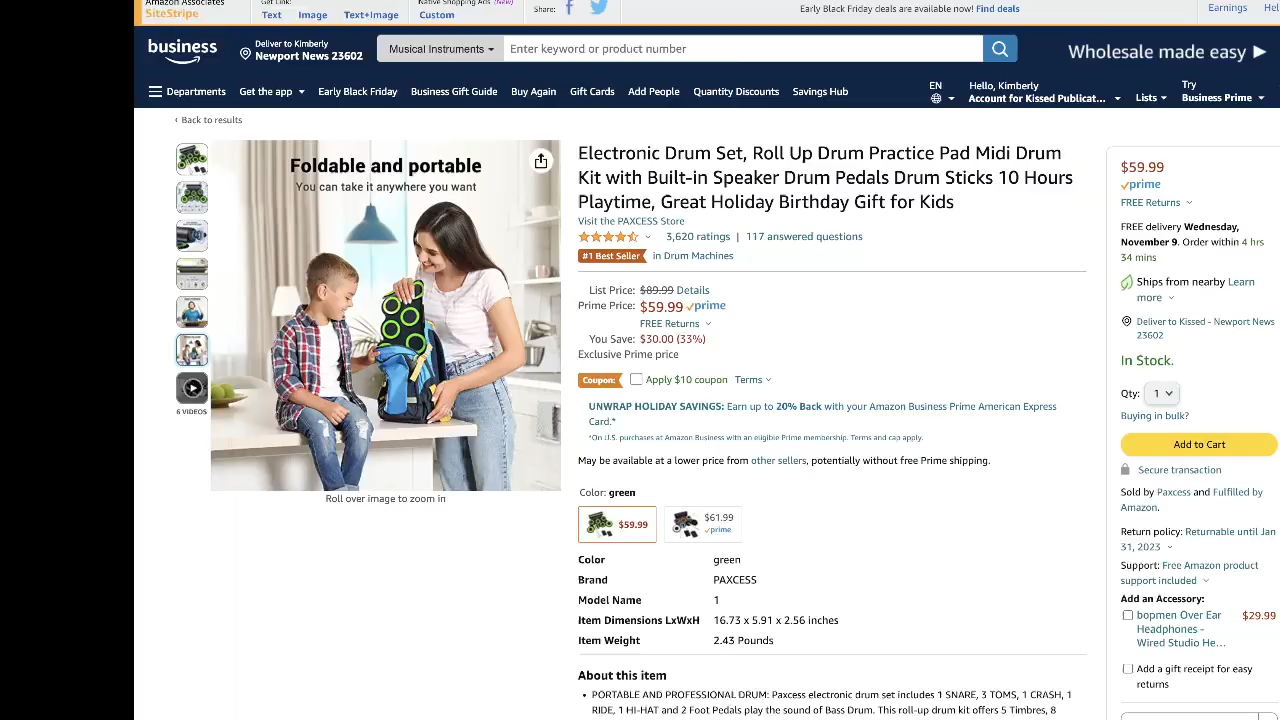 Amazon Associates
SiteStripe
Get Link:
Text Image Text+Image
Native Shopping Ads (New)
Custom
Share:
Early Black Friday deals are available now! Find deals
Earnings
business
Deliver to Kimberly
Newport News 23602
Musical Instruments
Enter keyword or product number
Wholesale made easy
Departments
Get the app
Early Black Friday
Business Gift Guide
Buy Again
Gift Cards
Add People
Quantity Discounts
Savings Hub
EN
Hello, Kimberly
Account for Kissed Publicat...
Lists
Try
Business Prime
‹ Back to results
Foldable and portable
You can take it anywhere you want
6 VIDEOS
Roll over image to zoom in
Electronic Drum Set, Roll Up Drum Practice Pad Midi Drum
Kit with Built-in Speaker Drum Pedals Drum Sticks 10 Hours
Playtime, Great Holiday Birthday Gift for Kids
Visit the PAXCESS Store
3,620 ratings | 117 answered questions
#1 Best Seller in Drum Machines
List Price: $89.99 Details
Prime Price: $59.99 prime
FREE Returns
You Save: $30.00 (33%)
Exclusive Prime price
Coupon: Apply $10 coupon Terms
UNWRAP HOLIDAY SAVINGS: Earn up to 20% Back with your Amazon Business Prime American Express
Card.*
*On U.S. purchases at Amazon Business with an eligible Prime membership. Terms and cap apply.
May be available at a lower price from other sellers, potentially without free Prime shipping.
Color: green
$59.99
$61.99
prime
Color green
Brand PAXCESS
Model Name 1
Item Dimensions LxWxH 16.73 x 5.91 x 2.56 inches
Item Weight 2.43 Pounds
About this item
• PORTABLE AND PROFESSIONAL DRUM: Paxcess electronic drum set includes 1 SNARE, 3 TOMS, 1 CRASH, 1
RIDE, 1 HI-HAT and 2 Foot Pedals play the sound of Bass Drum. This roll-up drum kit offers 5 Timbres, 8
$59.99
prime
FREE Returns
FREE delivery Wednesday,
November 9. Order within 4 hrs
34 mins
Ships from nearby Learn
more
Deliver to Kissed - Newport News
23602
In Stock.
Qty: 1
Buying in bulk?
Add to Cart
Secure transaction
Sold by Paxcess and Fulfilled by
Amazon.
Return policy: Returnable until Jan
31, 2023
Support: Free Amazon product
support included
Add an Accessory:
bopmen Over Ear
Headphones -
Wired Studio He...
$29.99
Add a gift receipt for easy
returns